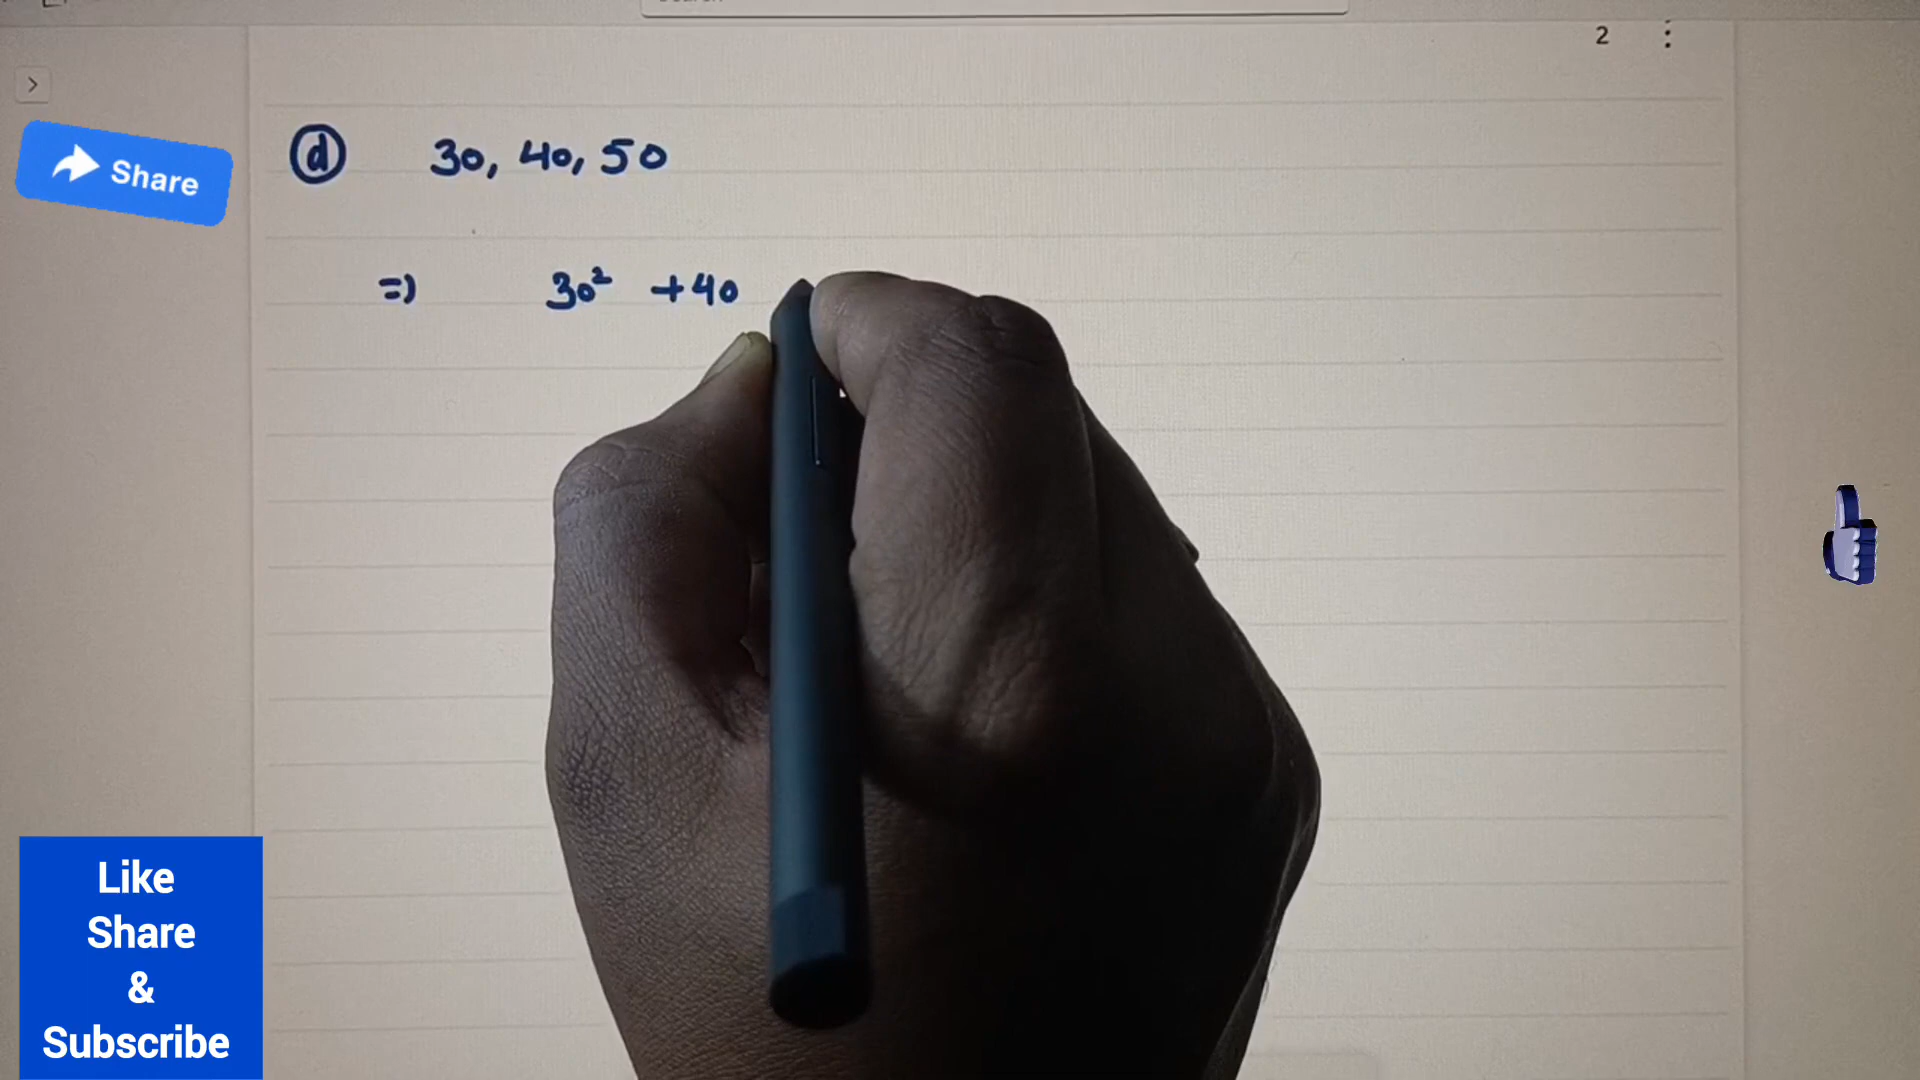 2
Share
ⓓ 30, 40, 50
=) 30² + 40
Like
Share
&
Subscribe